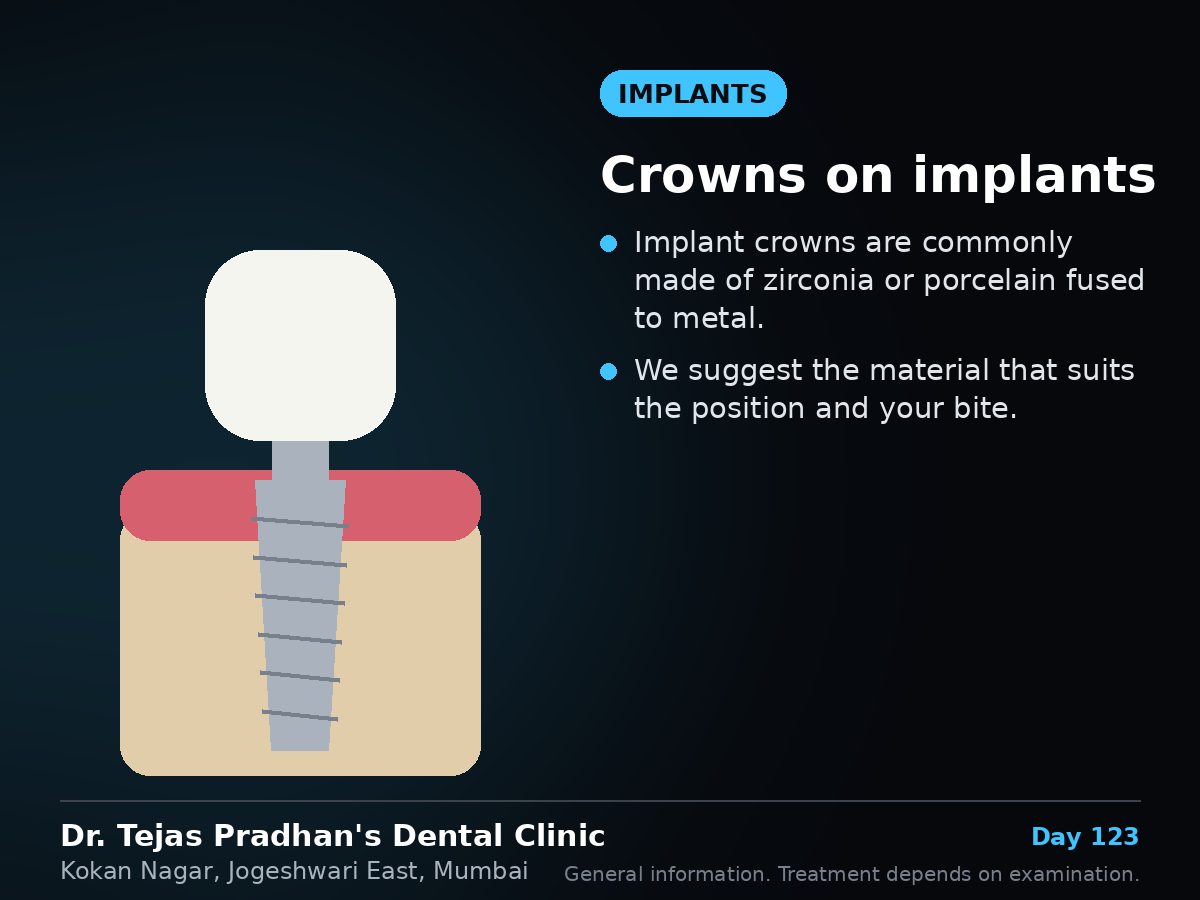 IMPLANTS
Crowns on implants
Implant crowns are commonly
made of zirconia or porcelain fused
to metal.
We suggest the material that suits
the position and your bite.
Dr. Tejas Pradhan's Dental Clinic
Day 123
Kokan Nagar, Jogeshwari East, Mumbai
General information. Treatment depends on examination.